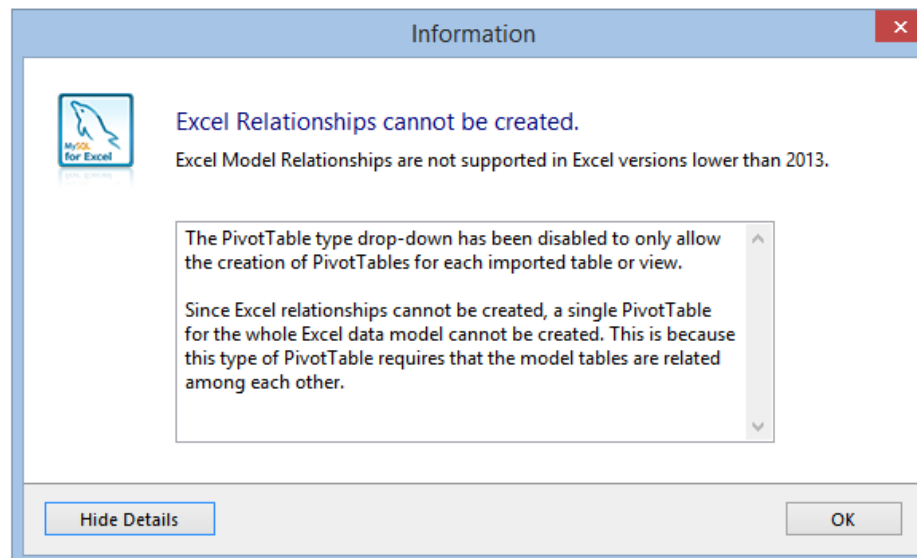 Information
Excel Relationships cannot be created.
MySQL
for Excel
Excel Model Relationships are not supported in Excel versions lower than 2013.
The PivotTable type drop-down has been disabled to only allow
the creation of PivotTables for each imported table or view.
Since Excel relationships cannot be created, a single PivotTable
for the whole Excel data model cannot be created. This is because
this type of PivotTable requires that the model tables are related
among each other.
Hide Details
OK